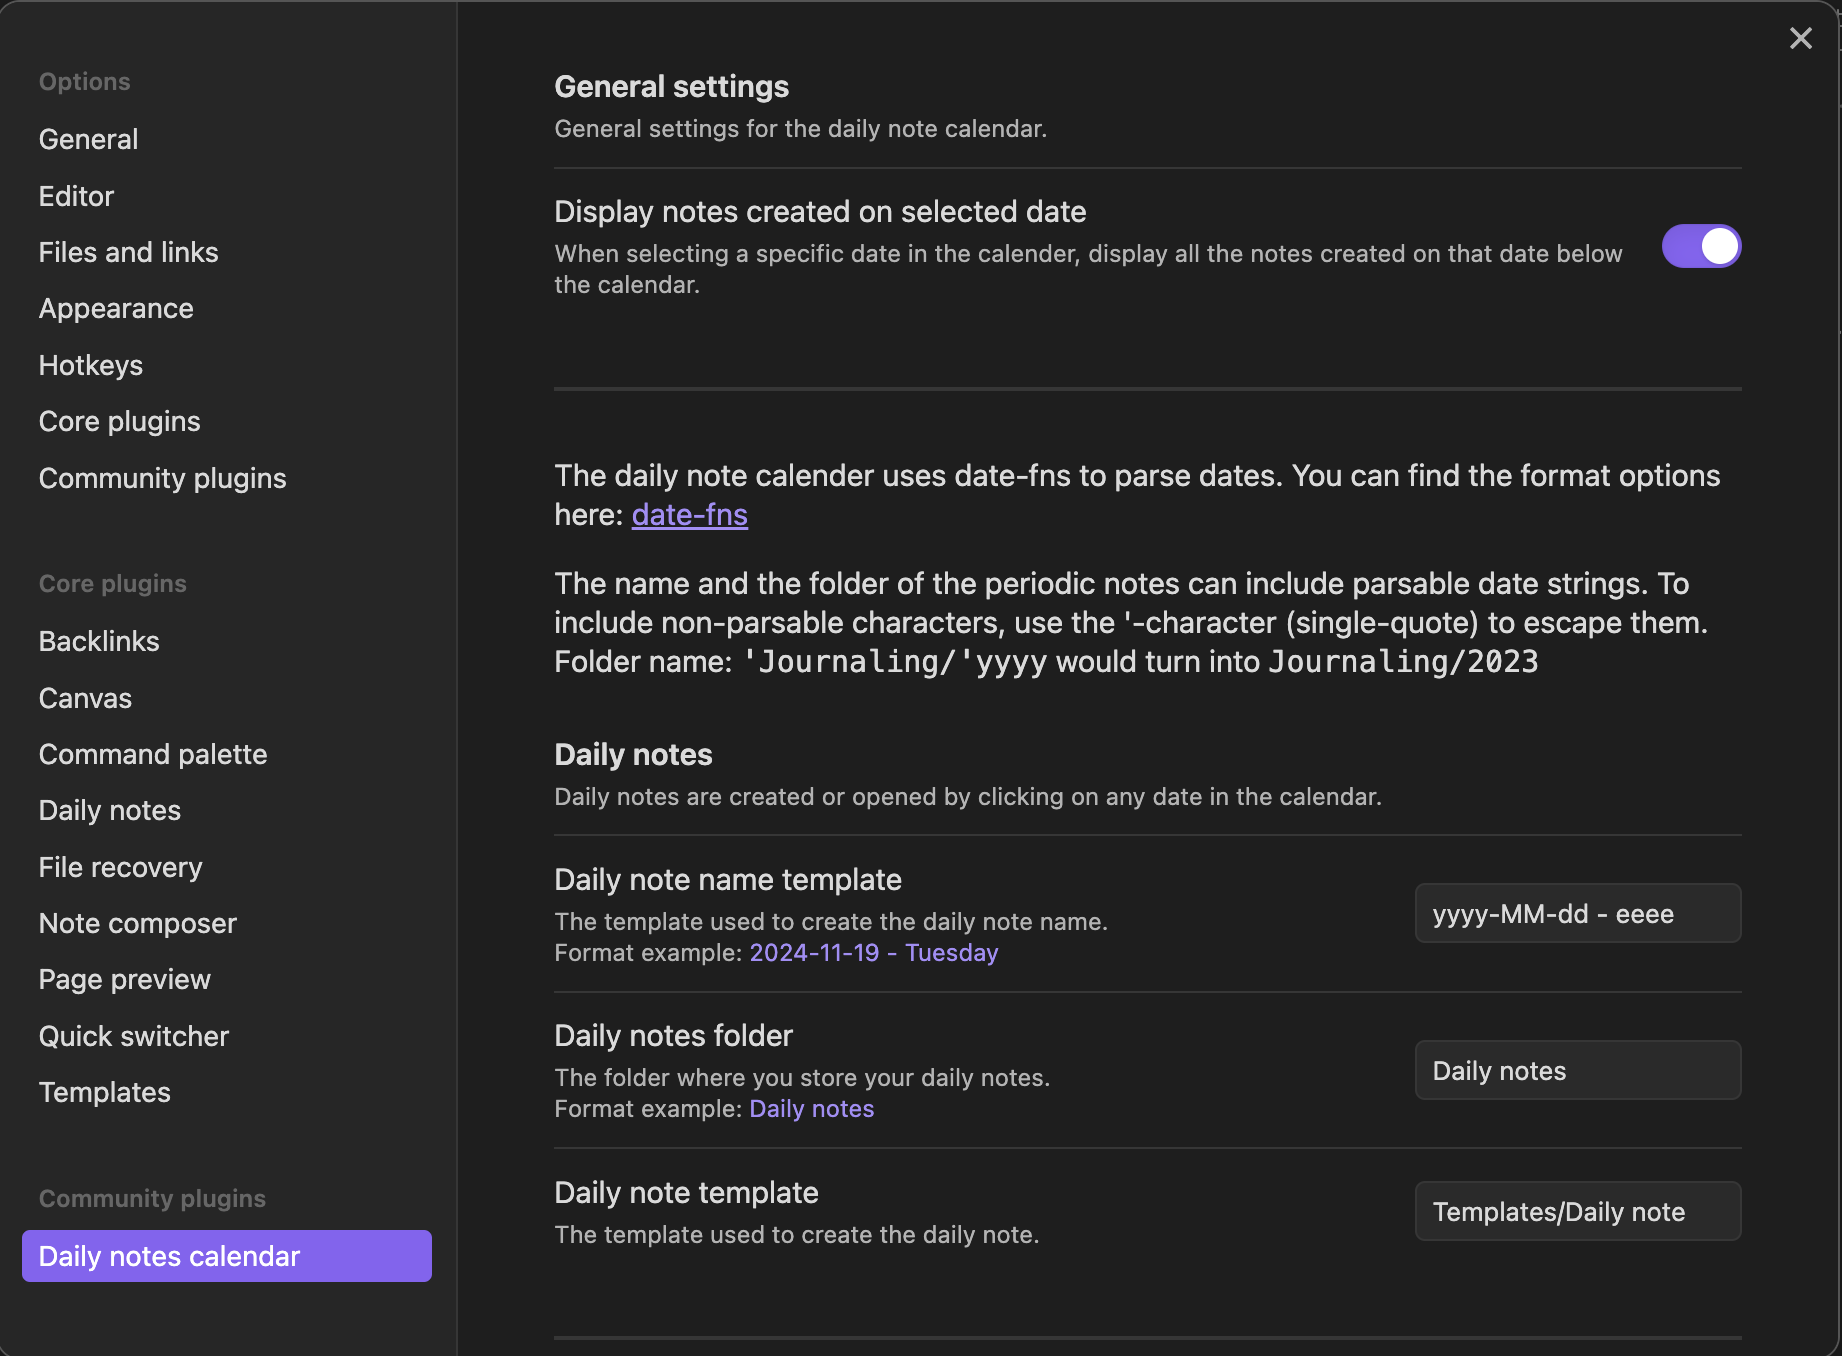 Options
General
Editor
Files and links
Appearance
Hotkeys
Core plugins
Community plugins
Core plugins
Backlinks
Canvas
Command palette
Daily notes
File recovery
Note composer
Page preview
Quick switcher
Templates
Community plugins
Daily notes calendar
General settings
General settings for the daily note calendar.
Display notes created on selected date
When selecting a specific date in the calender, display all the notes created on that date below
the calendar.
The daily note calender uses date-fns to parse dates. You can find the format options
here: date-fns
The name and the folder of the periodic notes can include parsable date strings. To
include non-parsable characters, use the '-character (single-quote) to escape them.
Folder name: 'Journaling/'yyyy would turn into Journaling/2023
Daily notes
Daily notes are created or opened by clicking on any date in the calendar.
Daily note name template
The template used to create the daily note name.
Format example: 2024-11-19 - Tuesday
yyyy-MM-dd - eeee
Daily notes folder
The folder where you store your daily notes.
Format example: Daily notes
Daily notes
Daily note template
The template used to create the daily note.
Templates/Daily note